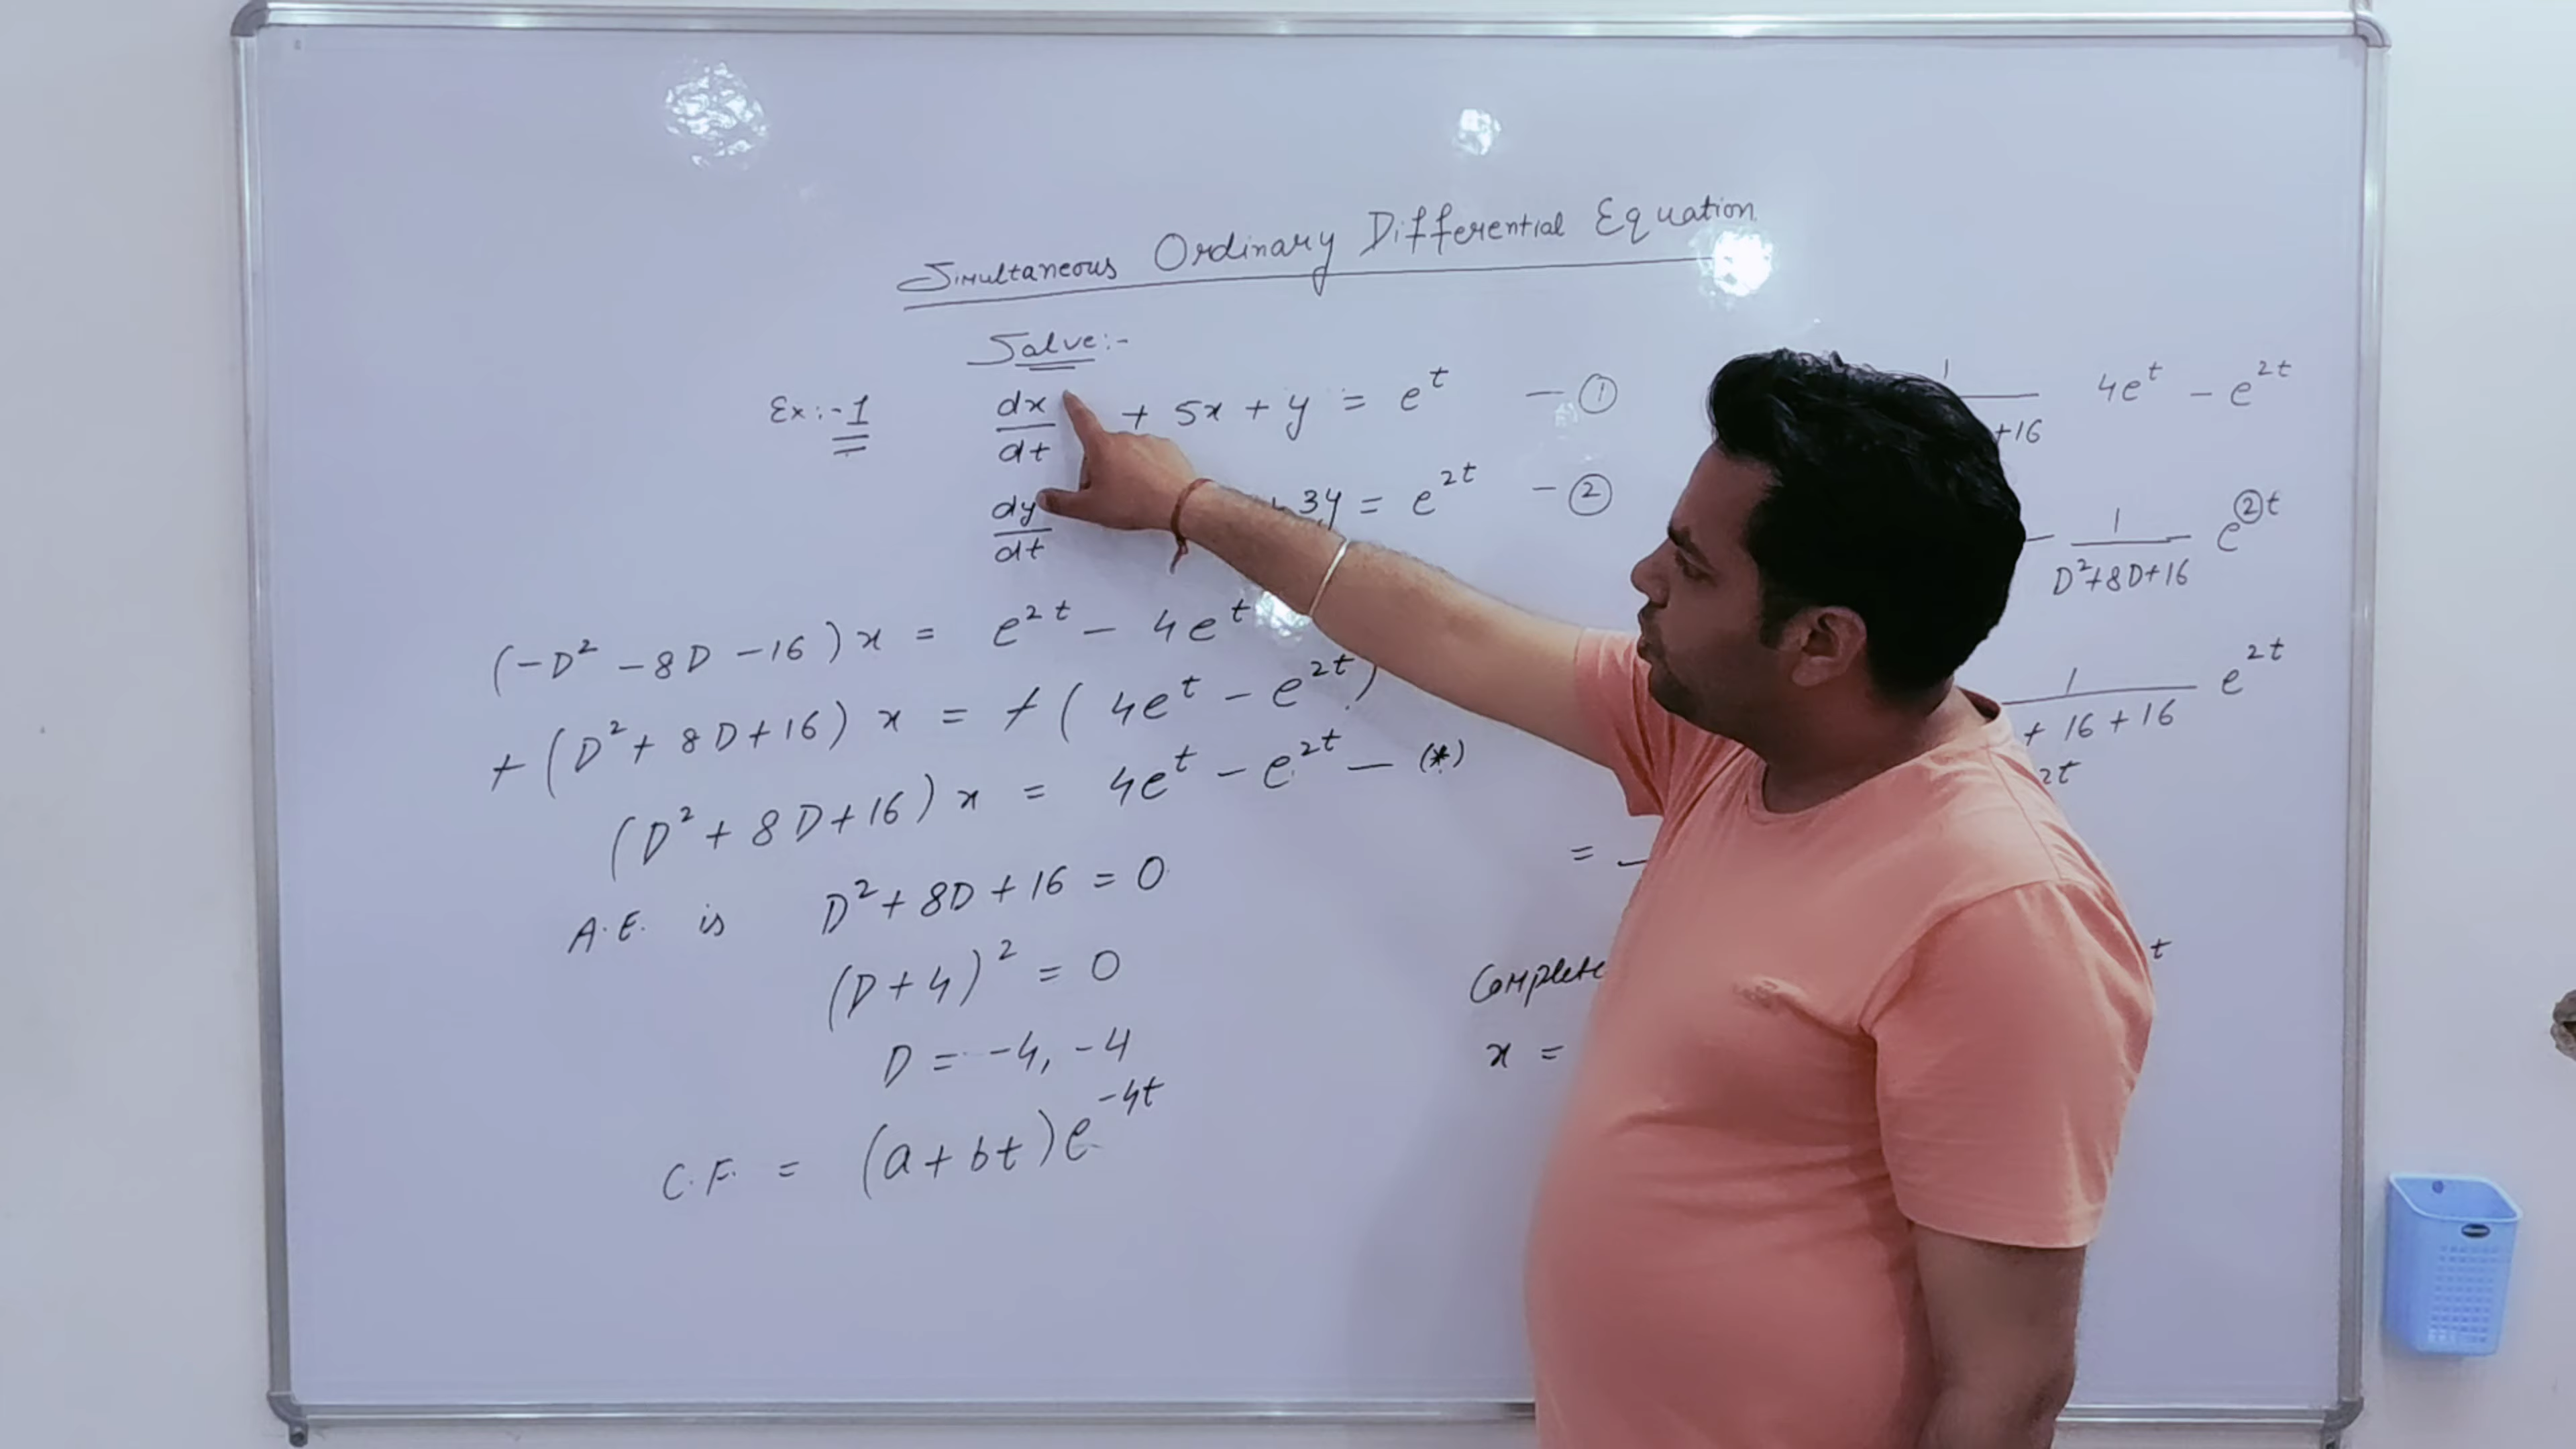 Simultaneous Ordinary Differential Equation
Solve:-
Ex:-1 dx/dt + 5x + y = e^t - ①
dy/dt + 3y = e^2t - ②
(-D² - 8D - 16) x = e^2t - 4e^t
+ (D² + 8D + 16) x = + (4e^t - e^2t)
(D² + 8D + 16) x = 4e^t - e^2t - (*)
A.E. is D² + 8D + 16 = 0
(D + 4)² = 0
D = -4, -4
C.F. = (a + bt) e^-4t
1/+16 4e^t - e^2t
- 1/D²+8D+16 e^②t
1/+ 16 + 16 e^2t
2t
= -
Complete t
x =